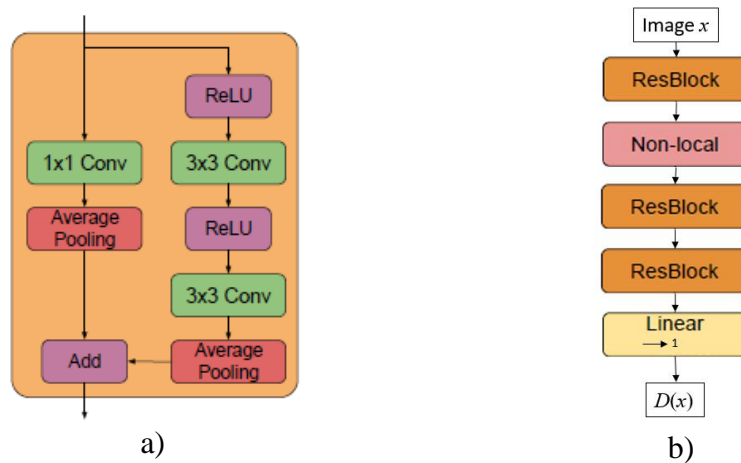 ReLU
1x1 Conv
3x3 Conv
Average
Pooling
ReLU
3x3 Conv
Add
Average
Pooling
a)
Image x
ResBlock
Non-local
ResBlock
ResBlock
Linear
→ 1
D(x)
b)